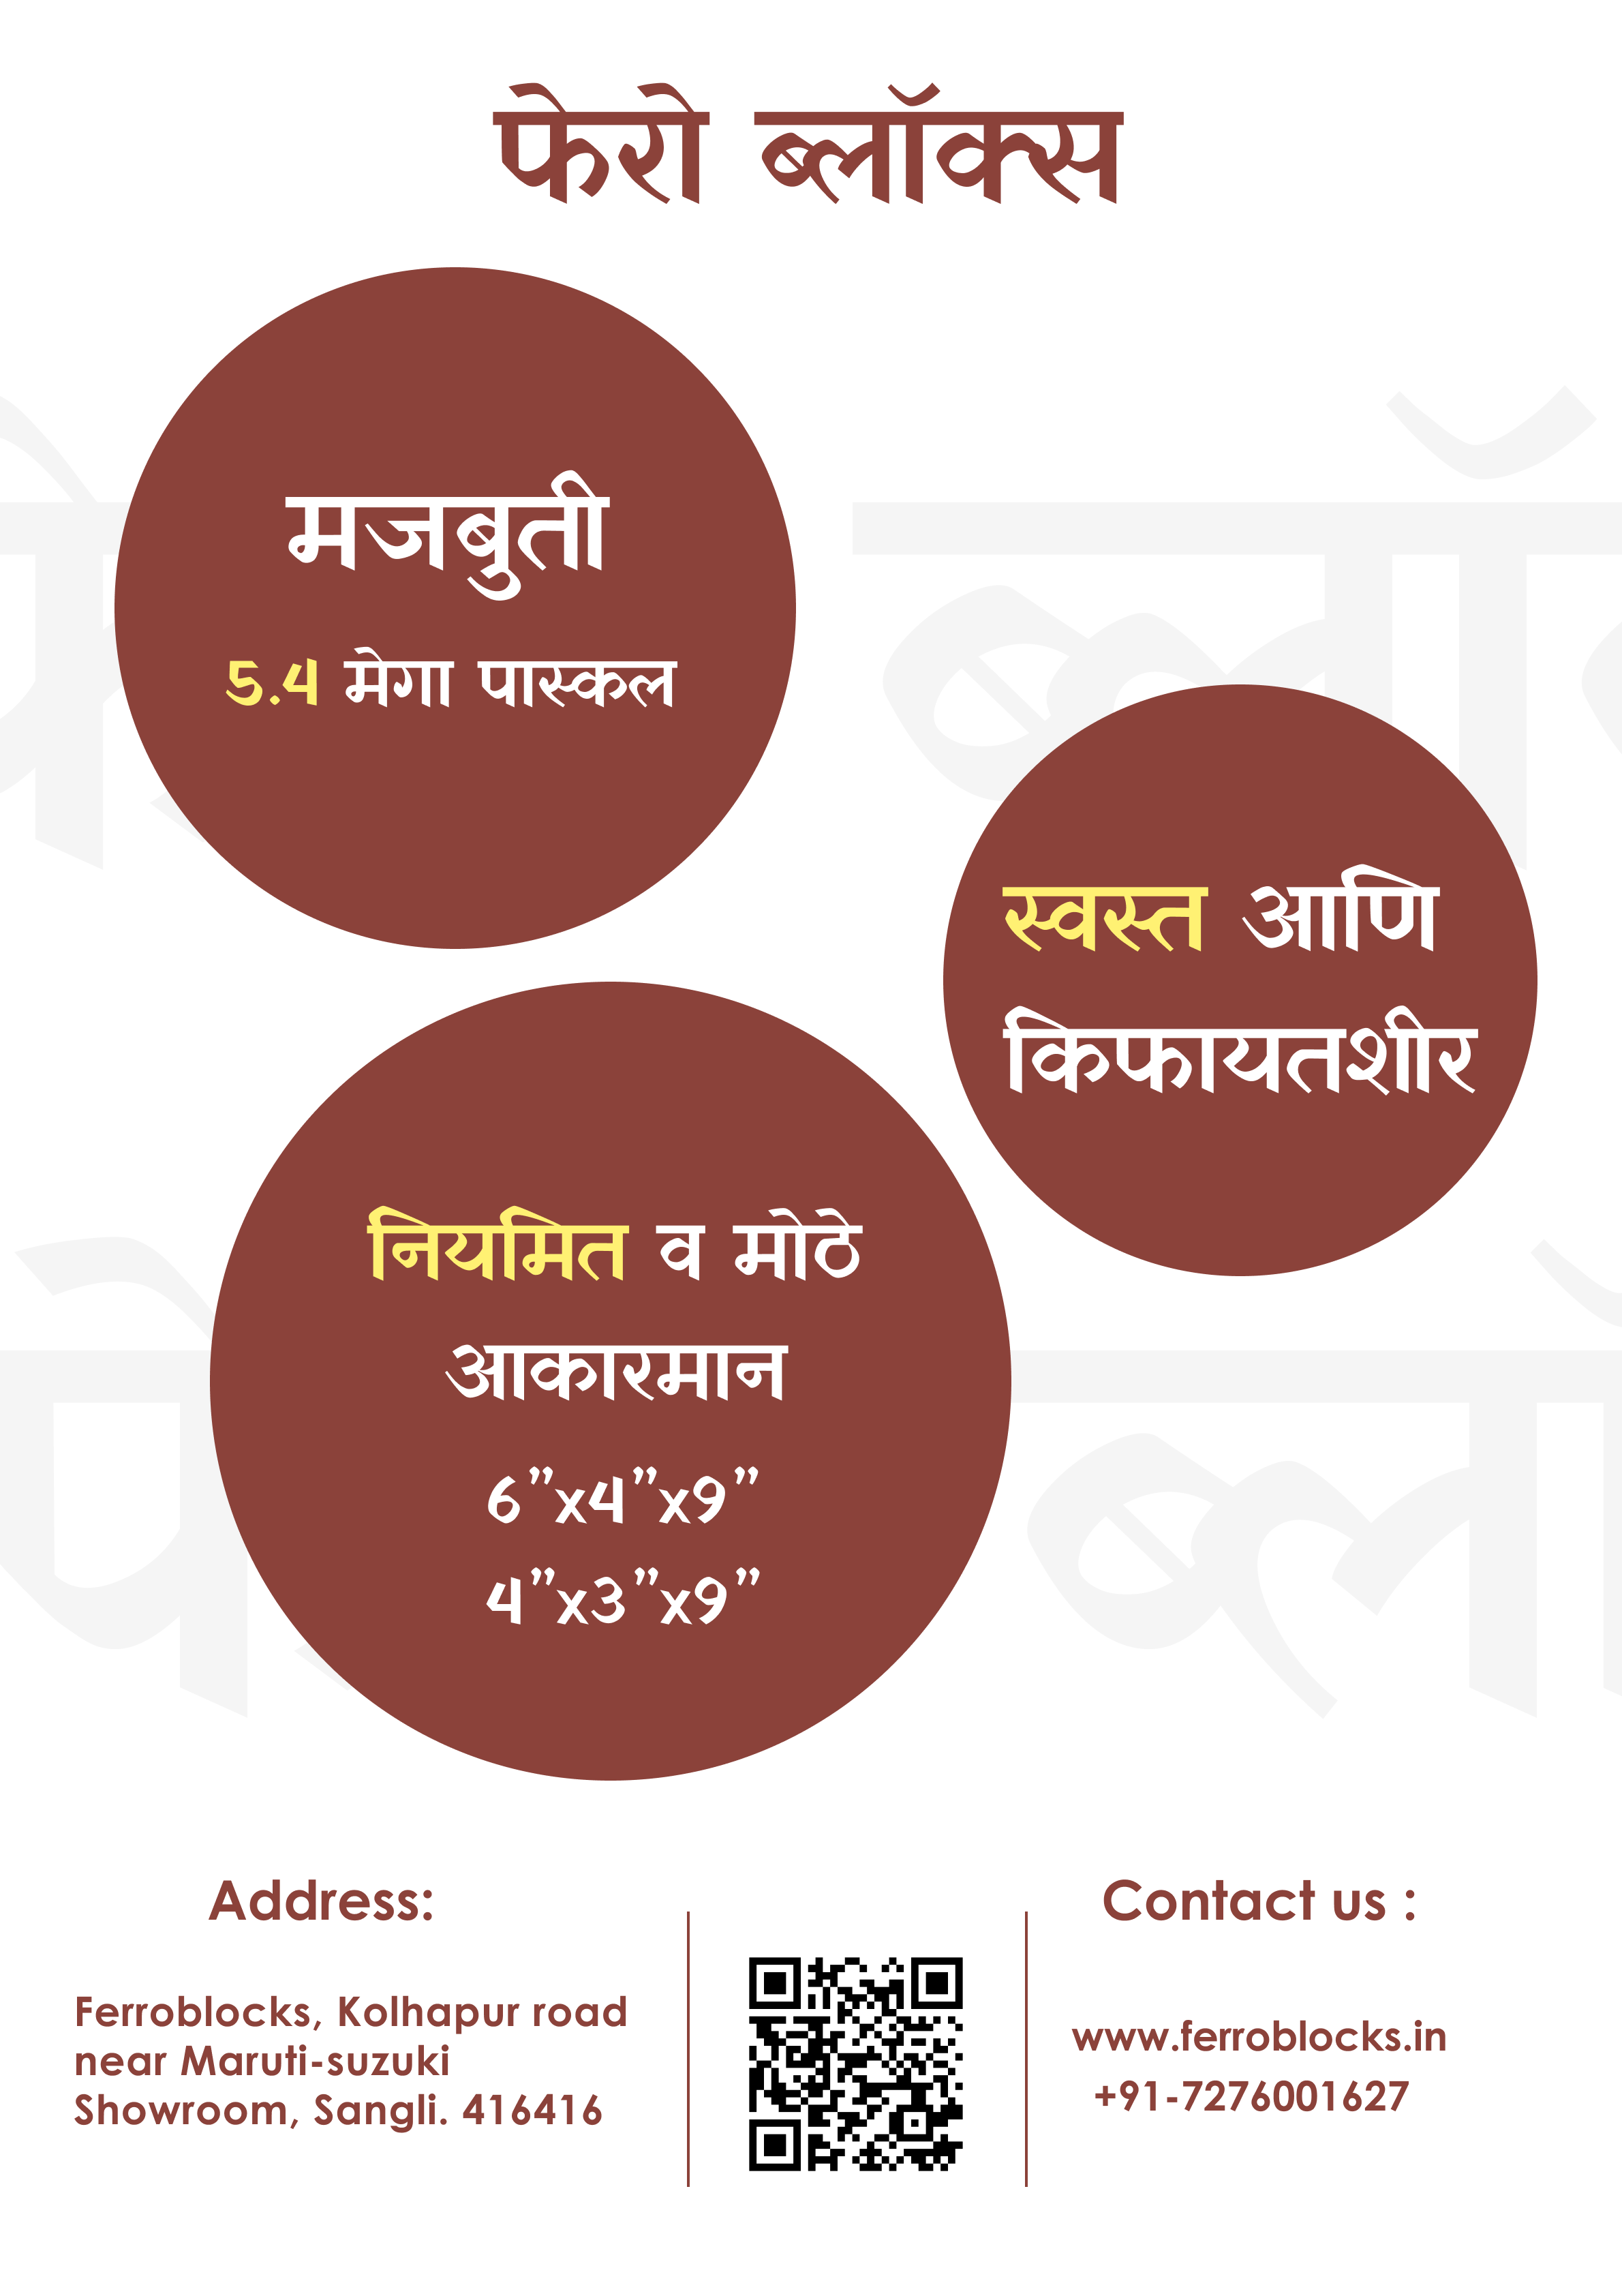 फेरो ब्लॉक्स
मजबुती
5.4 मेगा पास्कल
स्वस्त आणि
किफायतशीर
नियमित व मोठे
आकारमान
6”x4”x9”
4”x3”x9”
Address:
Ferroblocks, Kolhapur road
near Maruti-suzuki
Showroom, Sangli. 416416
Contact us :
www.ferroblocks.in
+91-7276001627